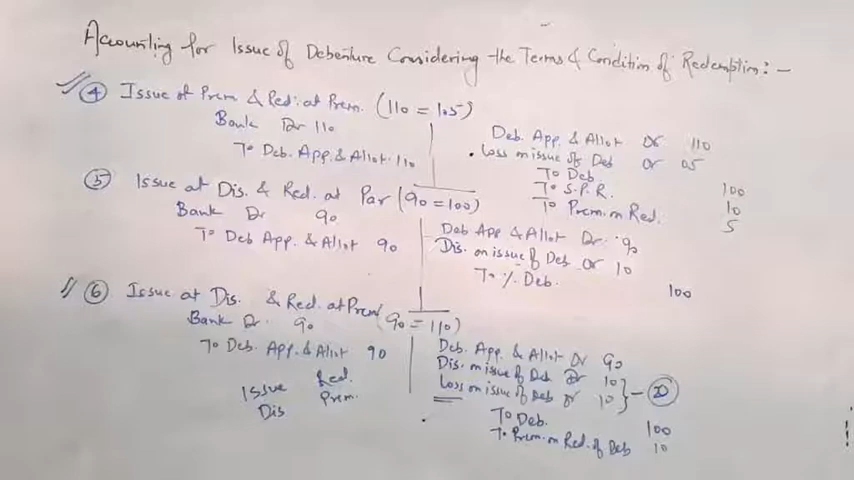 Accounting for Issue of Debenture Considering the Terms & Condition of Redemption:-
④ Issue at Prem & Red. at Prem. (110 = 105)
Bank Dr 110
To Deb. App. & Allot 110
Deb. App. & Allot Dr 110
Loss on issue of Deb Dr 05
To Deb. 100
To S.P.R. 10
To Prem. on Red. 5
⑤ Issue at Dis. & Red. at Par (90 = 100)
Bank Dr 90
To Deb App. & Allot 90
Deb App & Allot Dr. 90
Dis. on issue of Deb Dr 10
To % Deb. 100
⑥ Issue at Dis. & Red. at Prem (90 = 110)
Bank Dr. 90
To Deb. App. & Allot 90
Issue Red.
Dis Prem.
Deb. App. & Allot Dr 90
Dis. on issue of Deb Dr 10
Loss on issue of Deb Dr 10 } - 20
To Deb. 100
To Prem. on Red. of Deb 10